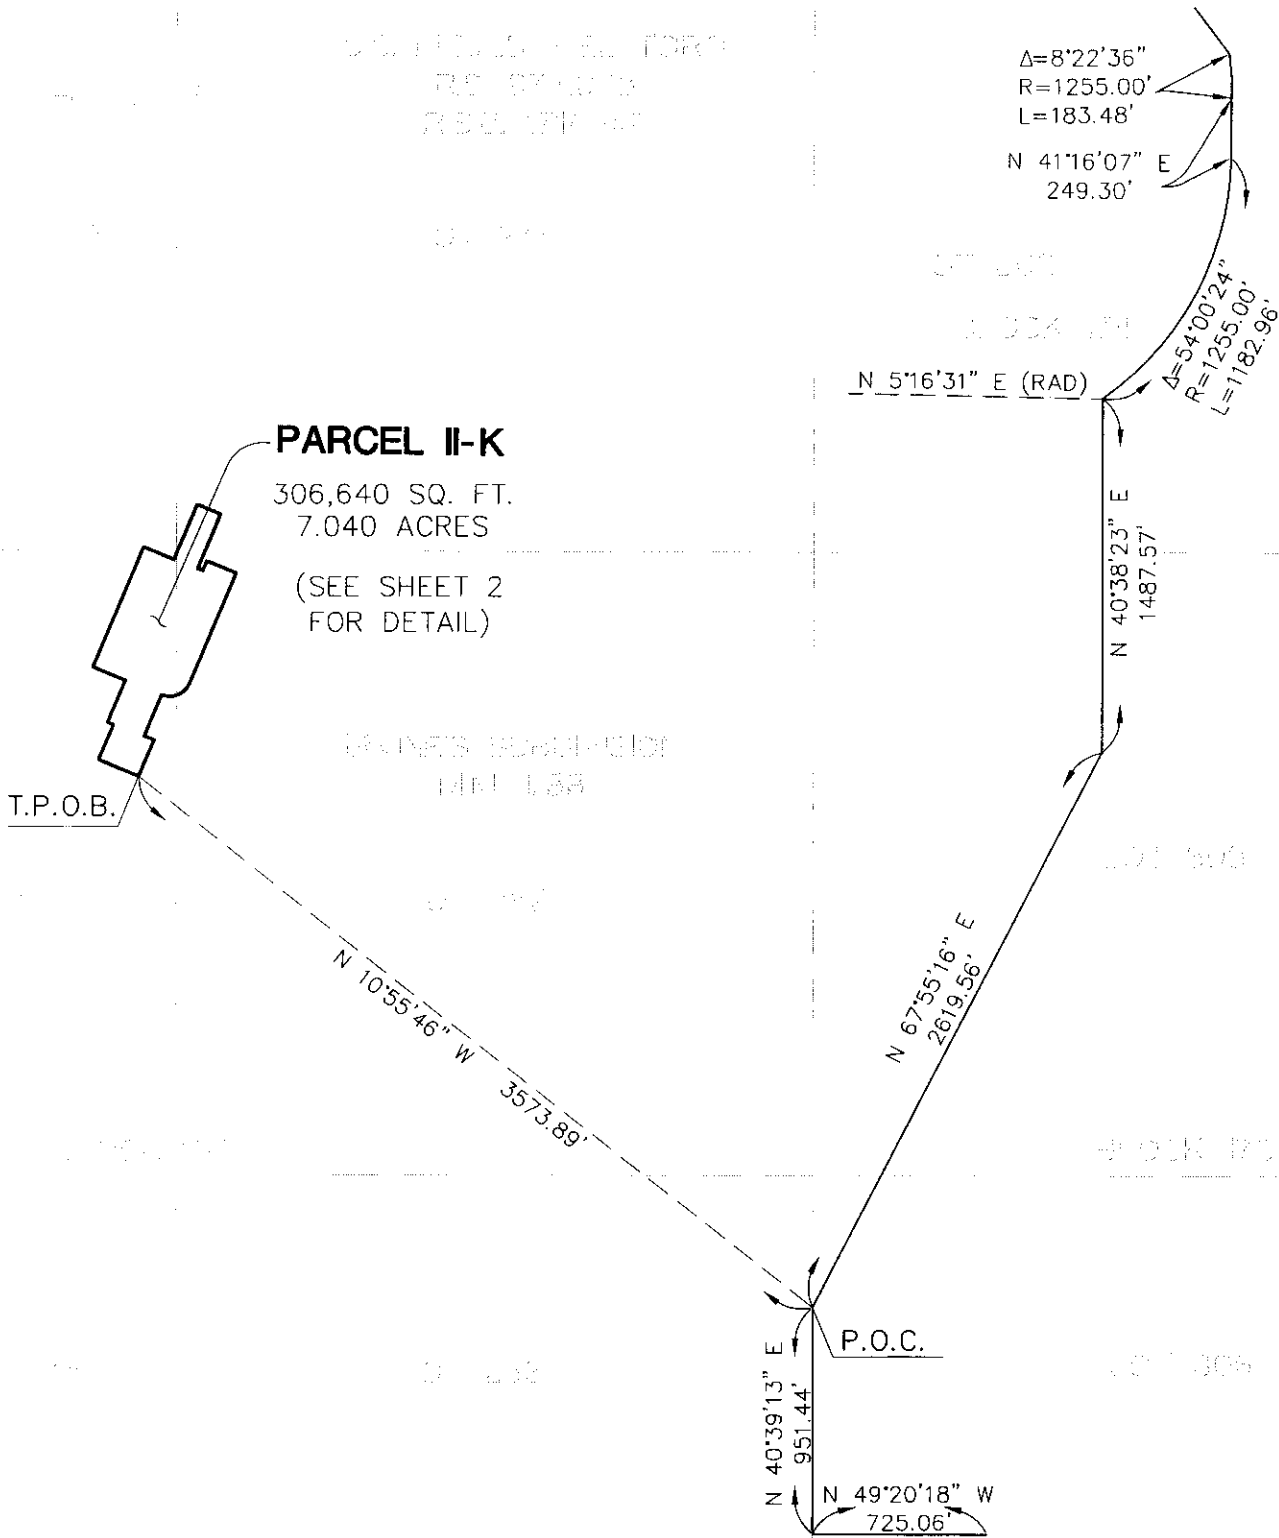 Δ=8°22'36"
R=1255.00'
L=183.48'
N 41°16'07" E
249.30'
Δ=54°00'24"
R=1255.00'
L=1182.96'
N 5°16'31" E (RAD)
PARCEL II-K
306,640 SQ. FT.
7.040 ACRES
(SEE SHEET 2
FOR DETAIL)
N 40°38'23" E
1487.57'
T.P.O.B.
N 10°55'46" W 3573.89'
N 67°55'16" E
2619.56'
P.O.C.
N 40°39'13" E
951.44'
N 49°20'18" W
725.06'